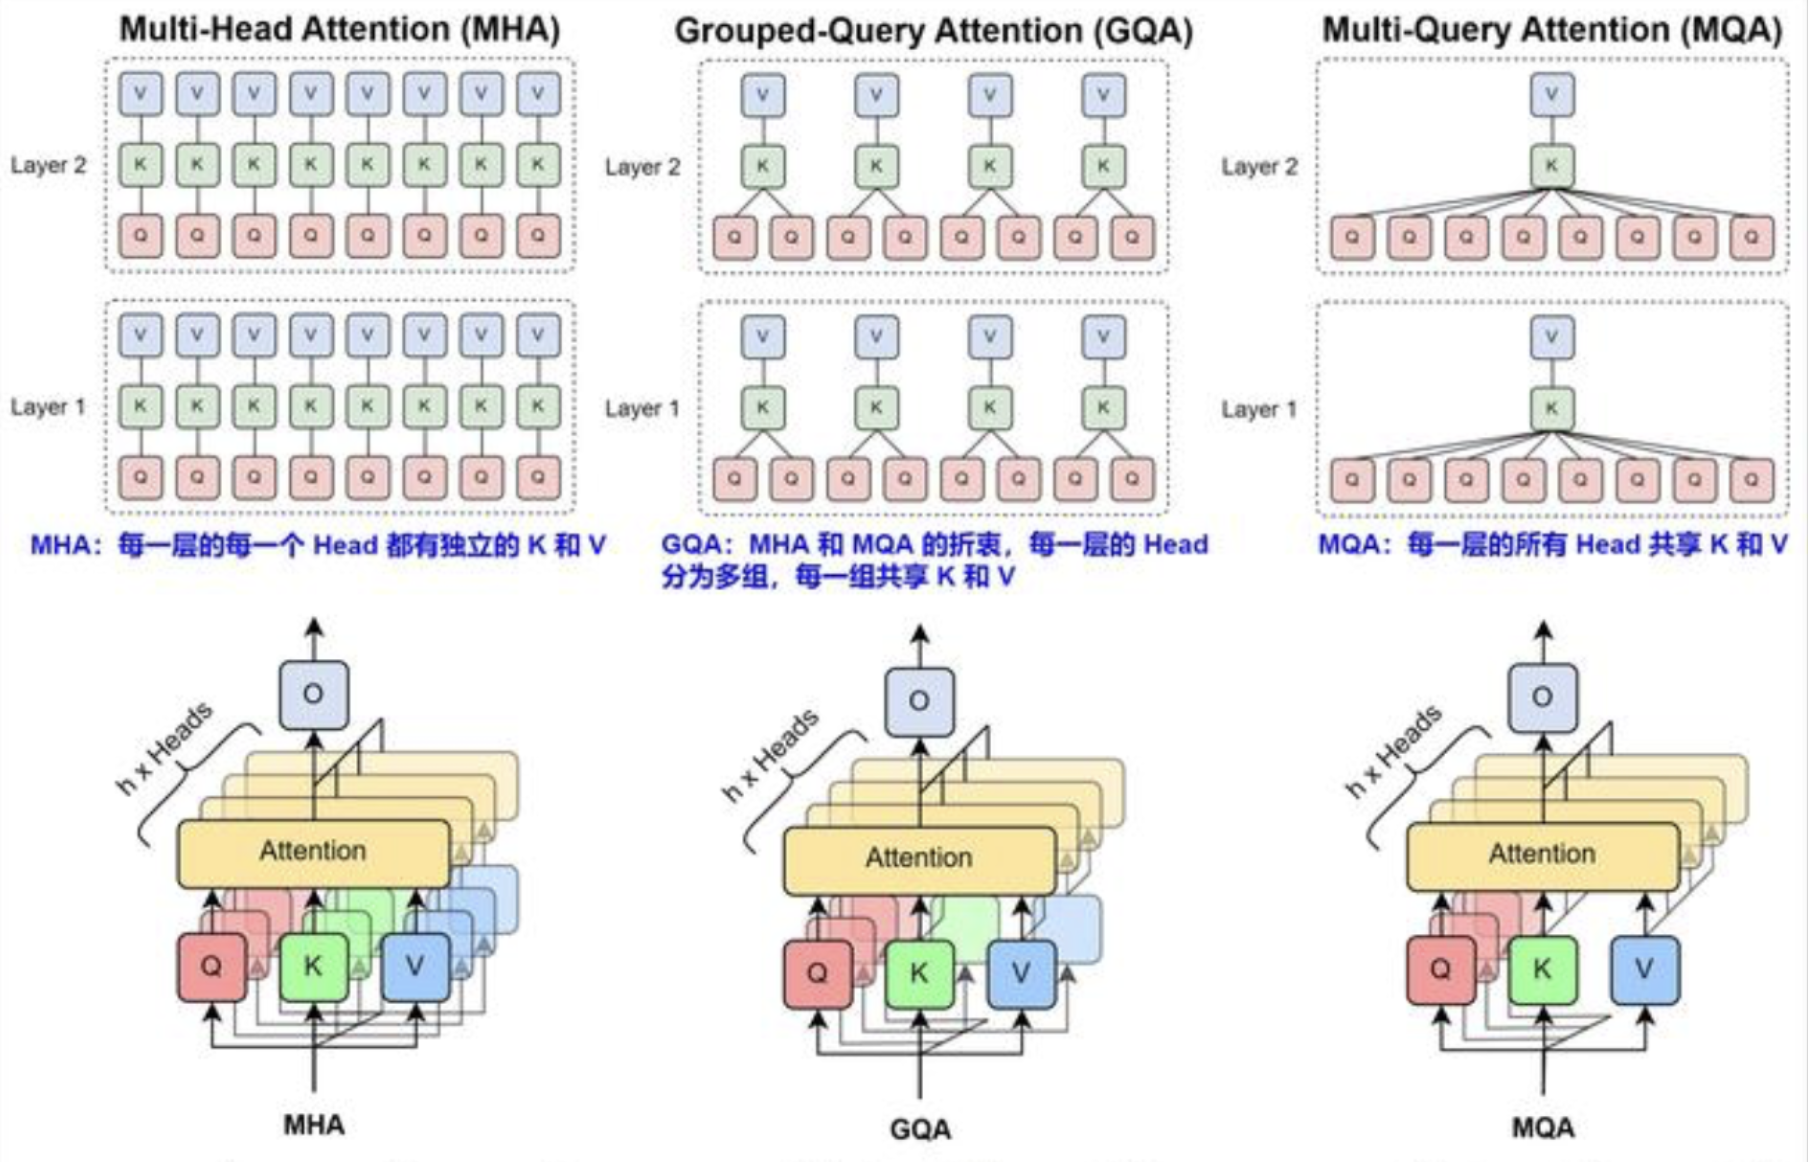 Multi-Head Attention (MHA)
Grouped-Query Attention (GQA)
Multi-Query Attention (MQA)
V V V V V V V V
Layer 2
K K K K K K K K
Q Q Q Q Q Q Q Q
V V V V
Layer 2
K K K K
Q Q Q Q Q Q Q Q
V
Layer 2
K
Q Q Q Q Q Q Q Q
V V V V V V V V
Layer 1
K K K K K K K K
Q Q Q Q Q Q Q Q
V V V V
Layer 1
K K K K
Q Q Q Q Q Q Q Q
V
Layer 1
K
Q Q Q Q Q Q Q Q
MHA：每一层的每一个 Head 都有独立的 K 和 V
GQA：MHA 和 MQA 的折衷，每一层的 Head
分为多组，每一组共享 K 和 V
MQA：每一层的所有 Head 共享 K 和 V
O
h x Heads
Attention
Q K V
MHA
O
h x Heads
Attention
Q K V
GQA
O
h x Heads
Attention
Q K V
MQA